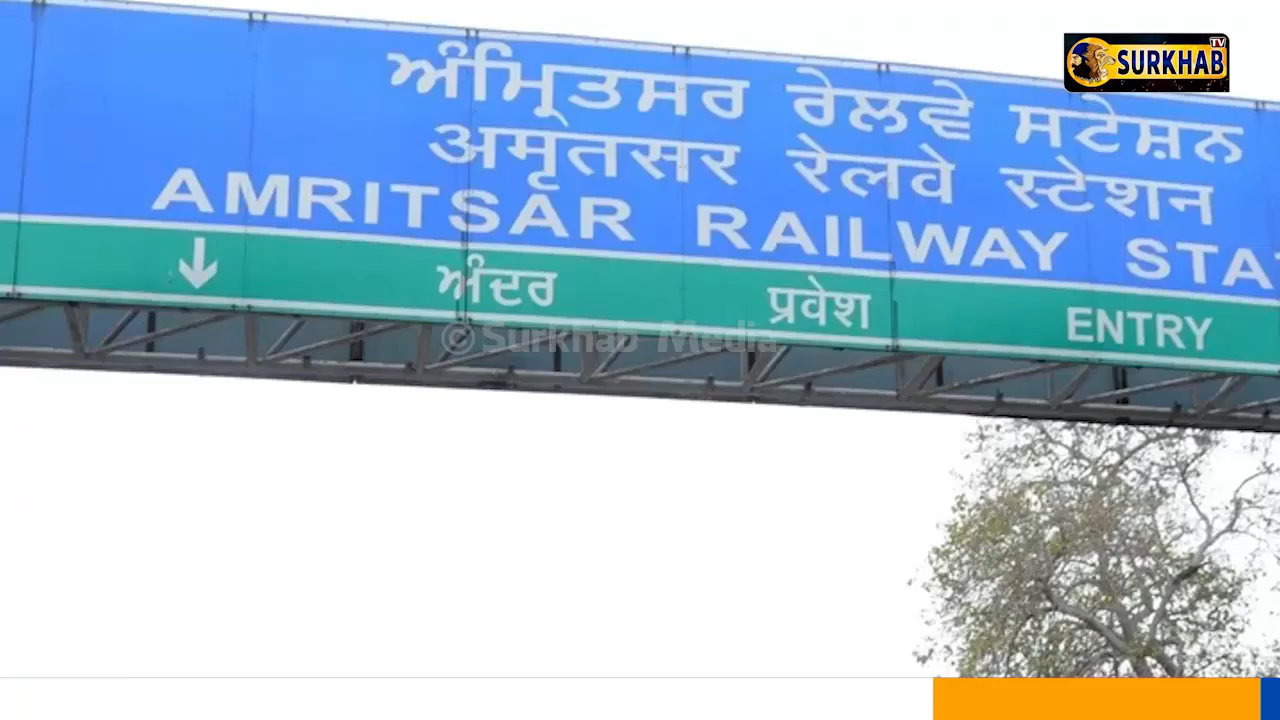 SURKHAB TV
ਅੰਮ੍ਰਿਤਸਰ ਰੇਲਵੇ ਸਟੇਸ਼ਨ
अमृतसर रेलवे स्टेशन
AMRITSAR RAILWAY STA
ਅੰਦਰ प्रवेश ENTRY
© Surkhab Media